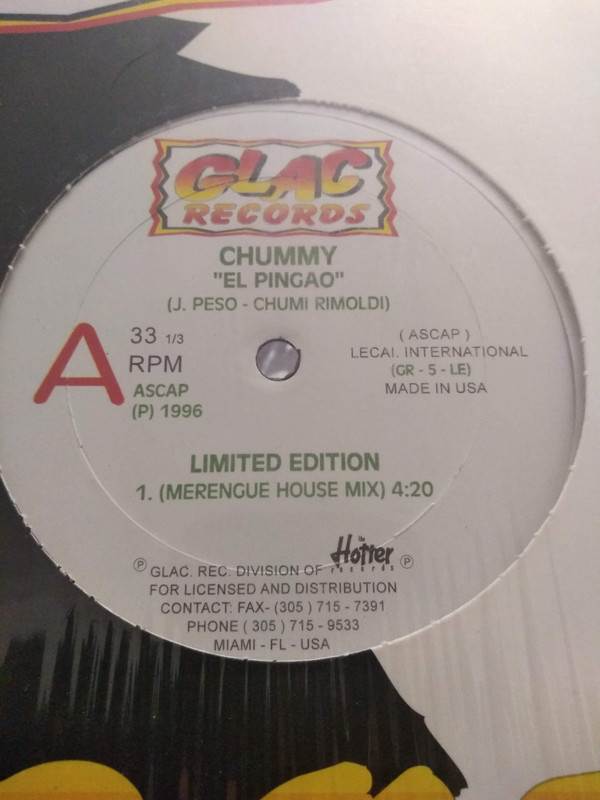 GLAC
RECORDS
CHUMMY
"EL PINGAO"
(J. PESO - CHUMI RIMOLDI)
A
33 1/3
RPM
ASCAP
(P) 1996
( ASCAP )
LECAI. INTERNATIONAL
(GR - 5 - LE)
MADE IN USA
LIMITED EDITION
1. (MERENGUE HOUSE MIX) 4:20
Ⓟ GLAC. REC. DIVISION OF the Hotter records Ⓟ
FOR LICENSED AND DISTRIBUTION
CONTACT: FAX- (305 ) 715 - 7391
PHONE ( 305 ) 715 - 9533
MIAMI - FL - USA